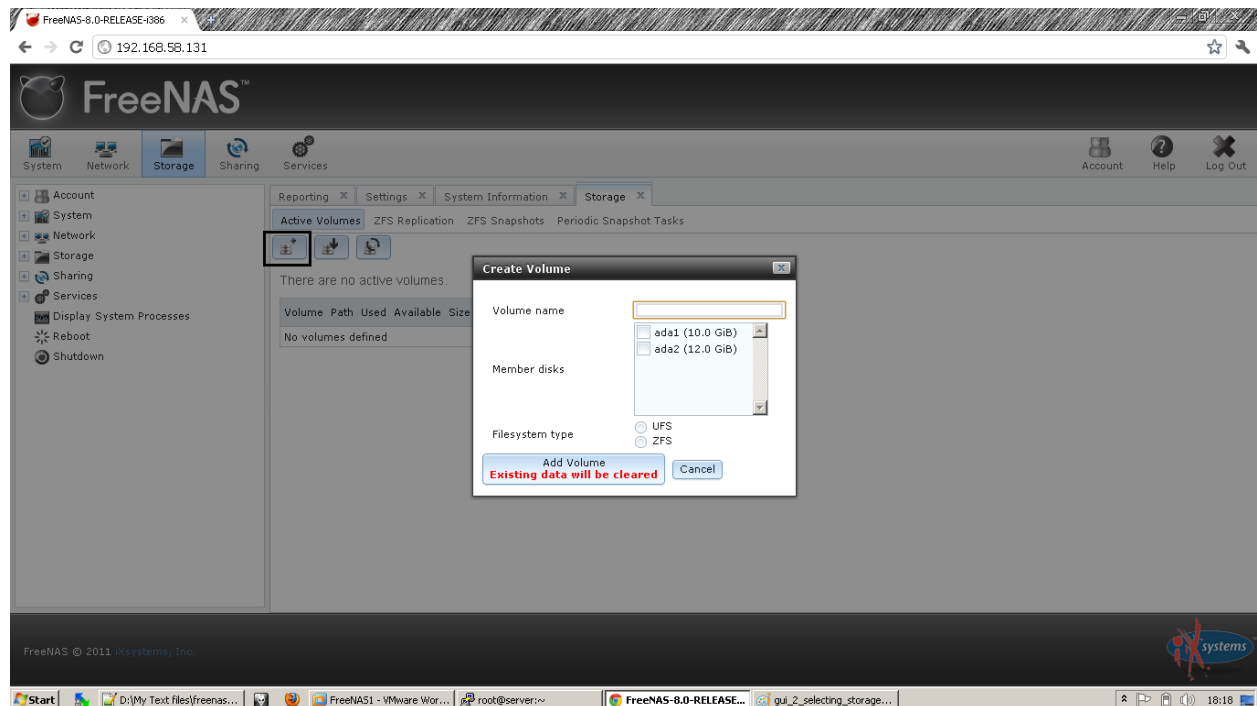 FreeNAS-8.0-RELEASE-i386
192.168.58.131
FreeNAS™
System Network Storage Sharing Services Account Help Log Out
Account
System
Network
Storage
Sharing
Services
Display System Processes
Reboot
Shutdown
Reporting X Settings X System Information X Storage X
Active Volumes ZFS Replication ZFS Snapshots Periodic Snapshot Tasks
There are no active volumes.
Volume Path Used Available Size
No volumes defined
Create Volume
Volume name
Member disks
ada1 (10.0 GiB)
ada2 (12.0 GiB)
Filesystem type
UFS
ZFS
Add Volume
Existing data will be cleared
Cancel
FreeNAS © 2011 iXsystems, Inc.
iXsystems
Start D:\My Text files\freenas... FreeNAS1 - VMware Wor... root@server:~ FreeNAS-8.0-RELEASE... gui_2_selecting_storage... 18:18